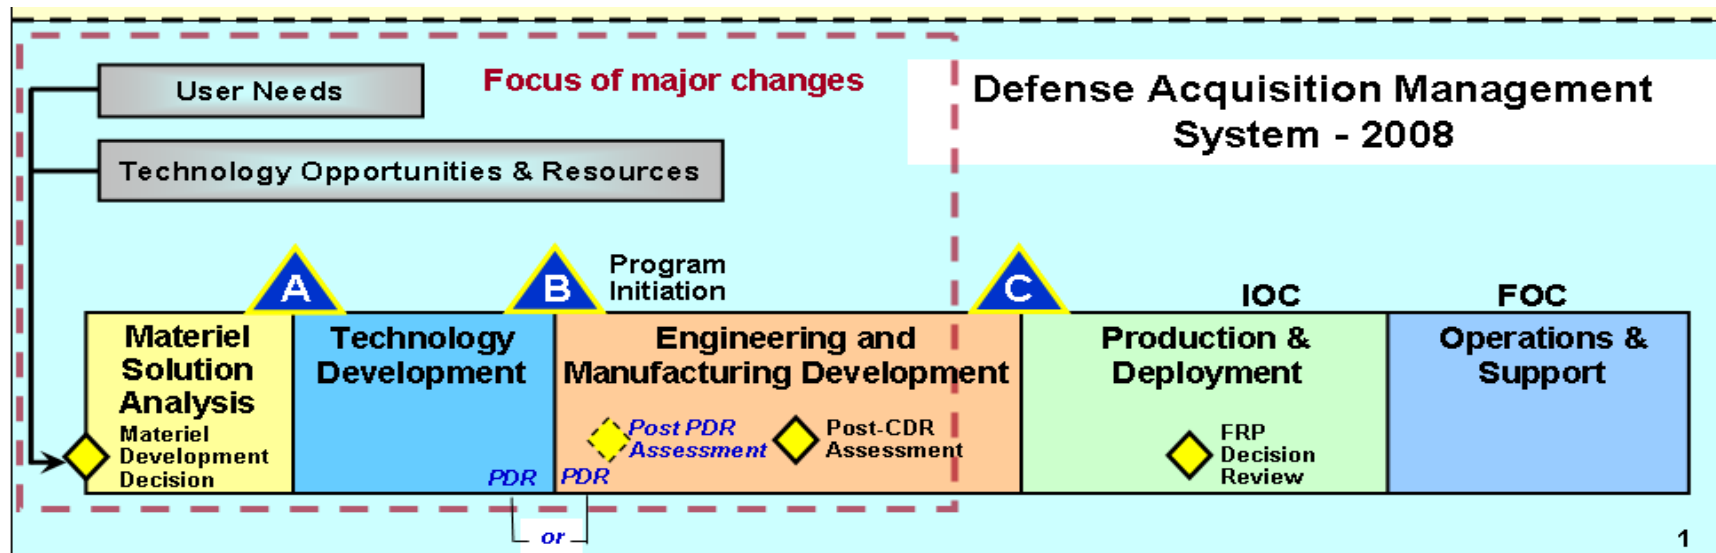 User Needs
Focus of major changes
Defense Acquisition Management
System - 2008
Technology Opportunities & Resources
A
B
Program
Initiation
C
IOC
FOC
Materiel
Solution
Analysis
Materiel
Development
Decision
Technology
Development
PDR
Engineering and
Manufacturing Development
PDR
Post PDR
Assessment
Post-CDR
Assessment
Production &
Deployment
FRP
Decision
Review
Operations &
Support
or
1